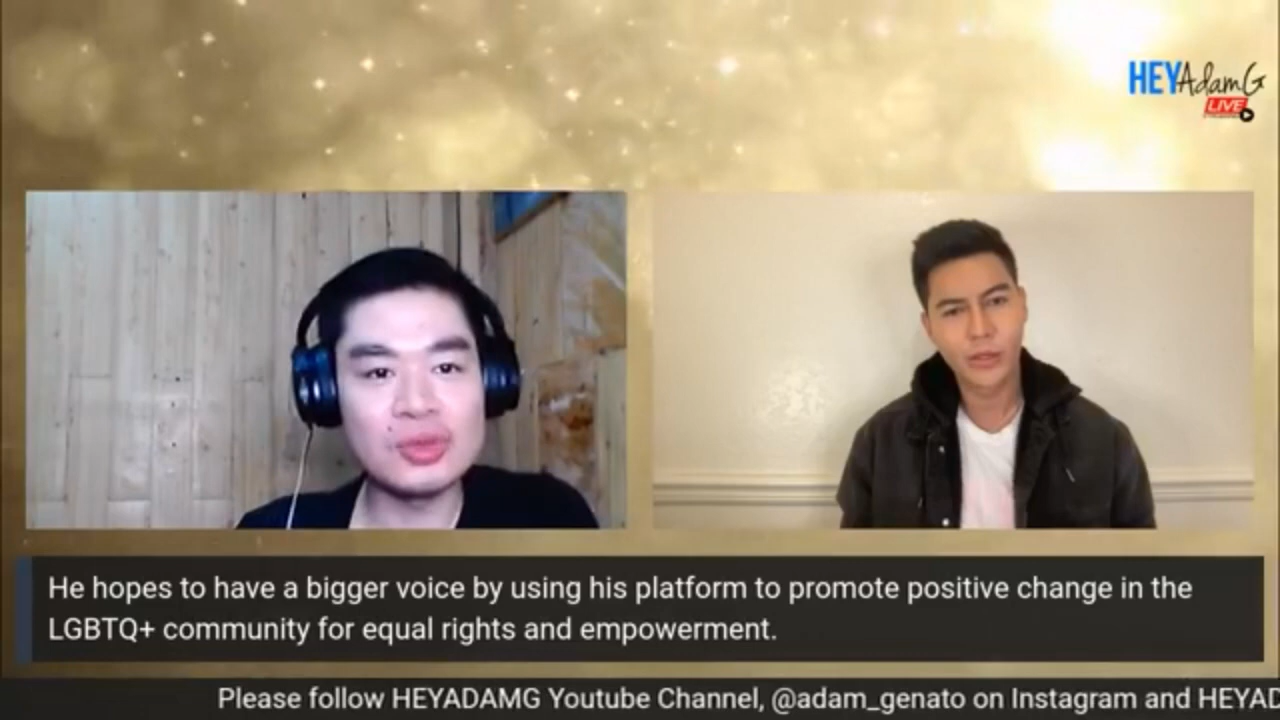 HEYAdamG
LIVE
He hopes to have a bigger voice by using his platform to promote positive change in the
LGBTQ+ community for equal rights and empowerment.
Please follow HEYADAMG Youtube Channel, @adam_genato on Instagram and HEYAD